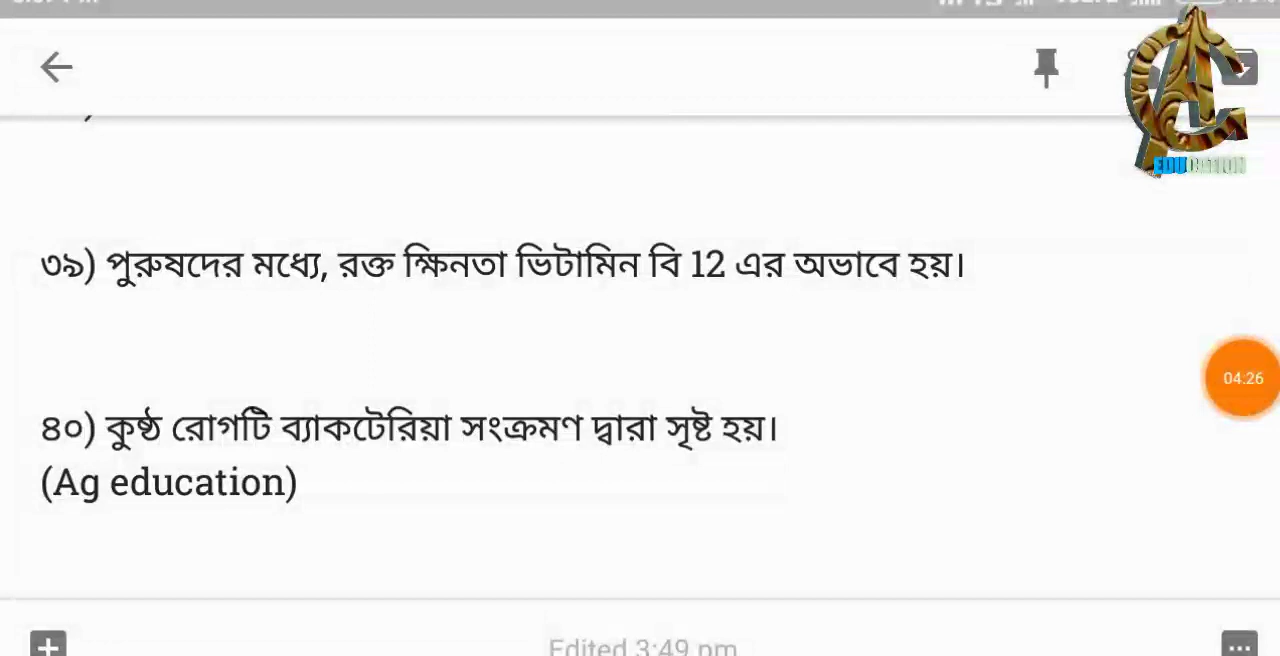 ৩৯) পুরুষদের মধ্যে, রক্ত ক্ষিনতা ভিটামিন বি 12 এর অভাবে হয়।
04:26
৪০) কুষ্ঠ রোগটি ব্যাকটেরিয়া সংক্রমণ দ্বারা সৃষ্ট হয়।
(Ag education)
Edited 3:49 pm
EDUCATION